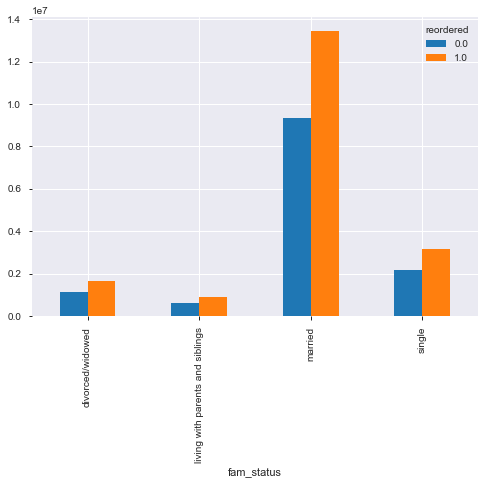 1e7
1.4
1.2
1.0
0.8
0.6
0.4
0.2
0.0
reordered
0.0
1.0
divorced/widowed
living with parents and siblings
married
single
fam_status